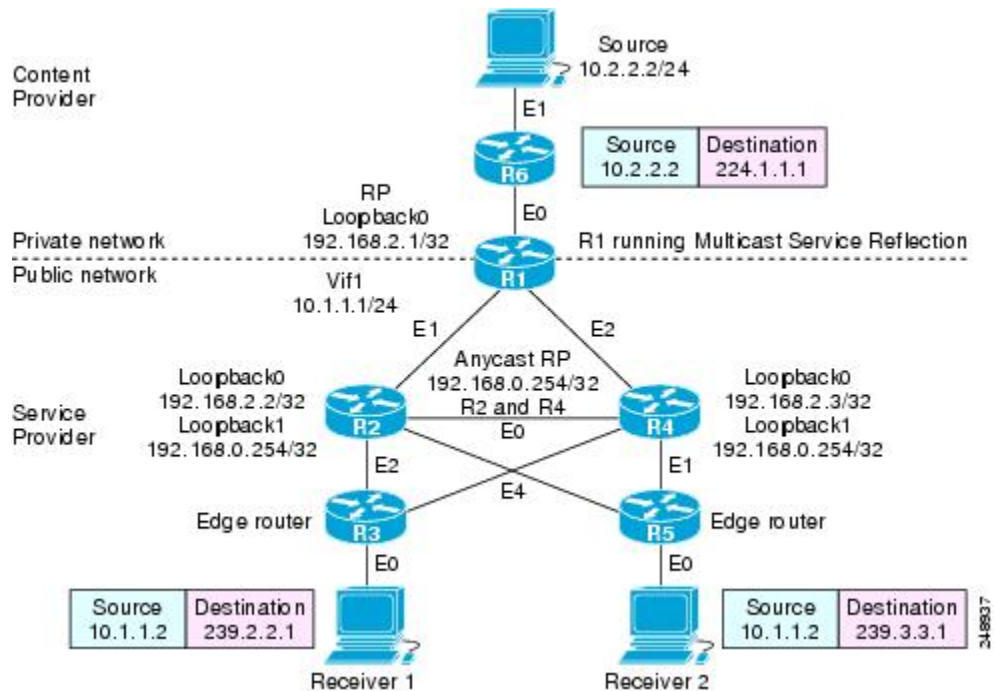 Source
10.2.2.2/24
Content
Provider
E1
Source
10.2.2.2
Destination
224.1.1.1
R6
RP
Loopback0
192.168.2.1/32
E0
Private network
R1 running Multicast Service Reflection
Public network
R1
Vif1
10.1.1.1/24
E1
E2
Anycast RP
192.168.0.254/32
R2 and R4
E0
Loopback0
192.168.2.2/32
Loopback1
192.168.0.254/32
Loopback0
192.168.2.3/32
Loopback1
192.168.0.254/32
Service
Provider
R2
R4
E2
E4
E1
Edge router
R3
R5
Edge router
E0
E0
Source
10.1.1.2
Destination
239.2.2.1
Source
10.1.1.2
Destination
239.3.3.1
Receiver 1
Receiver 2
248937